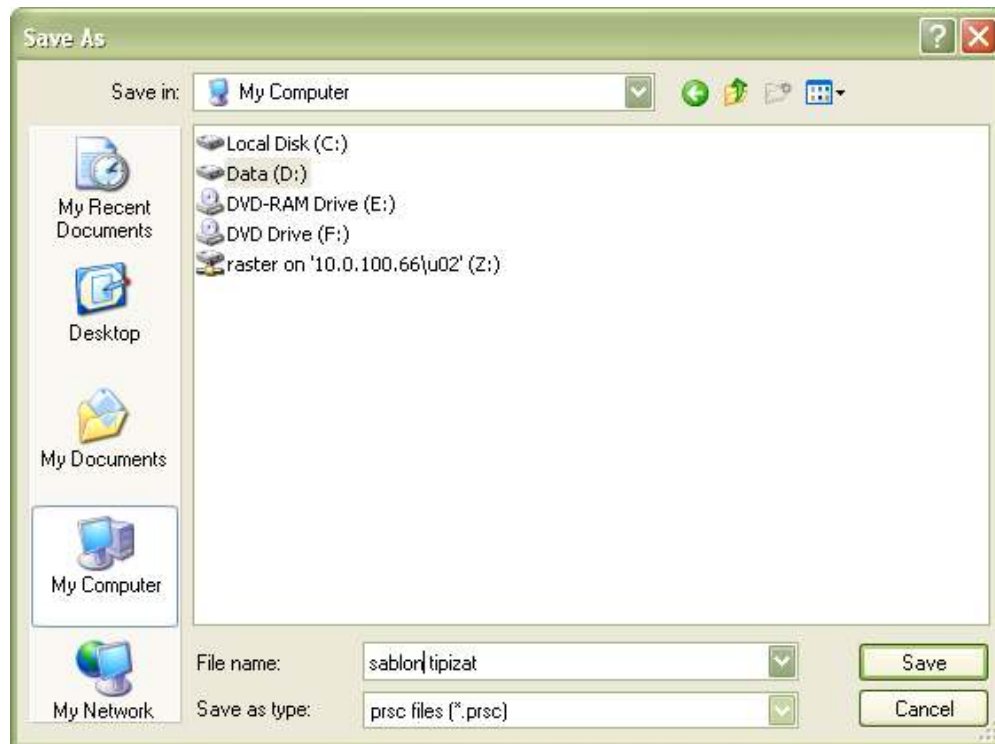 Save As
Save in:
My Computer
My Recent
Documents
Desktop
My Documents
My Computer
My Network
Local Disk (C:)
Data (D:)
DVD-RAM Drive (E:)
DVD Drive (F:)
raster on '10.0.100.66\u02' (Z:)
File name:
sablon tipizat
Save
Save as type:
prsc files (*.prsc)
Cancel